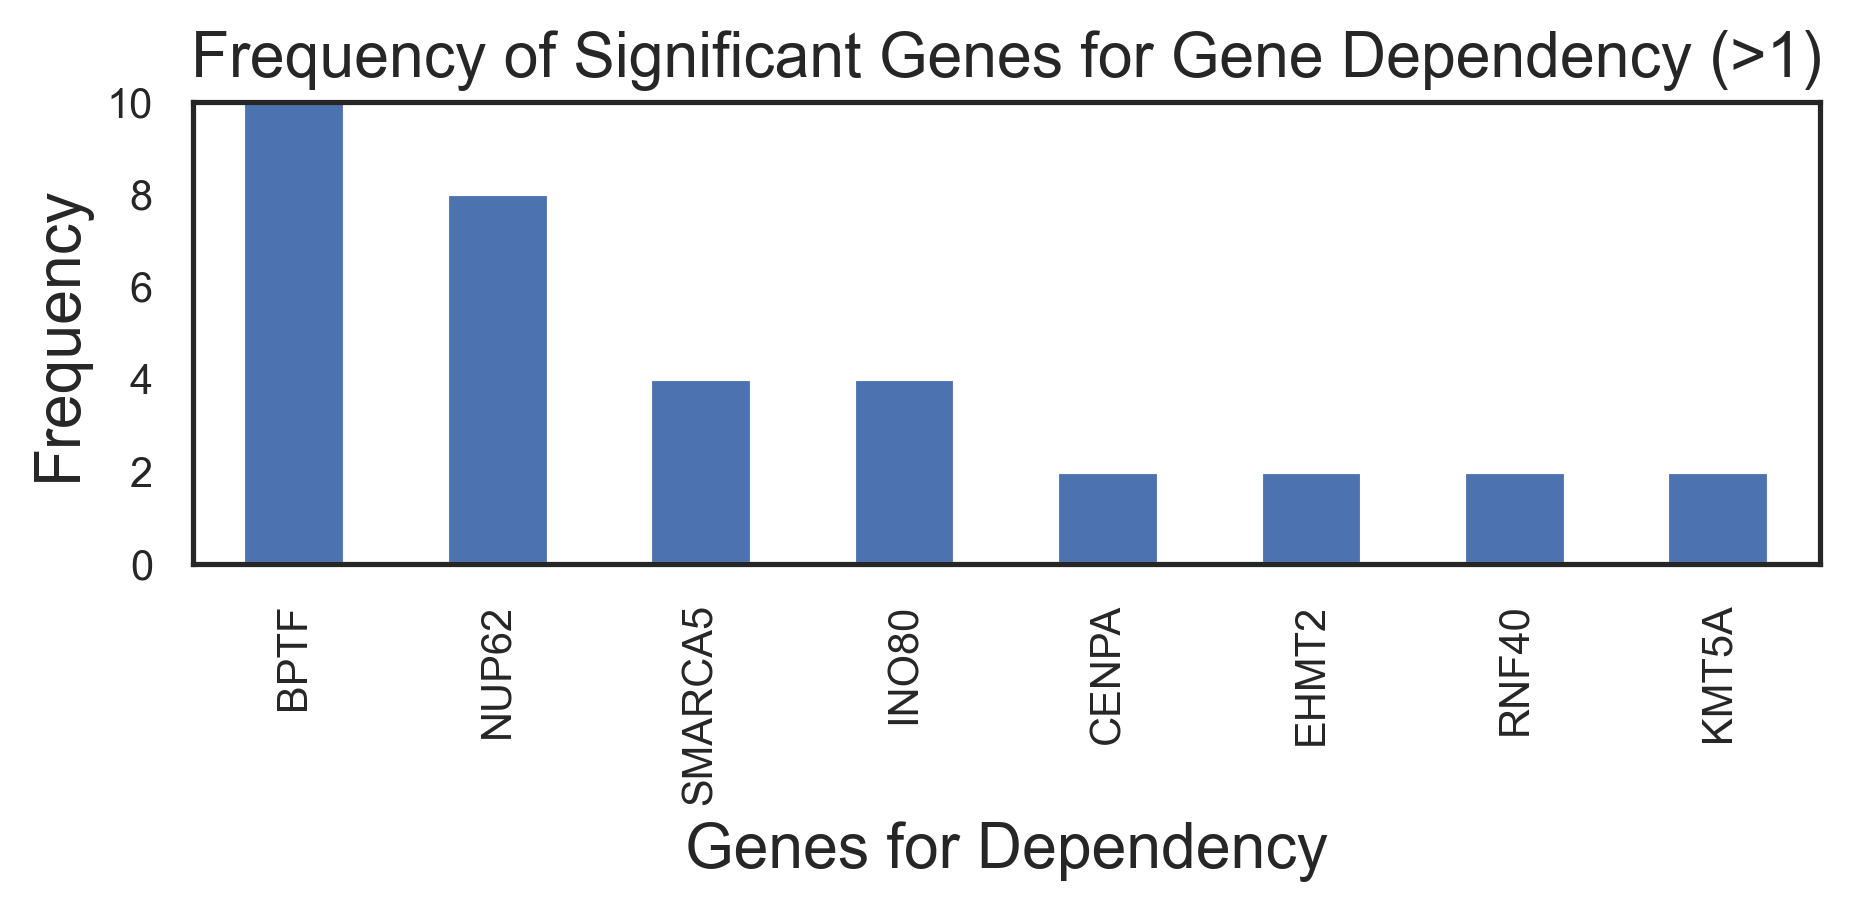 Frequency of Significant Genes for Gene Dependency (>1)
Frequency
10
8
6
4
2
0
BPTF
NUP62
SMARCA5
INO80
CENPA
EHMT2
RNF40
KMT5A
Genes for Dependency